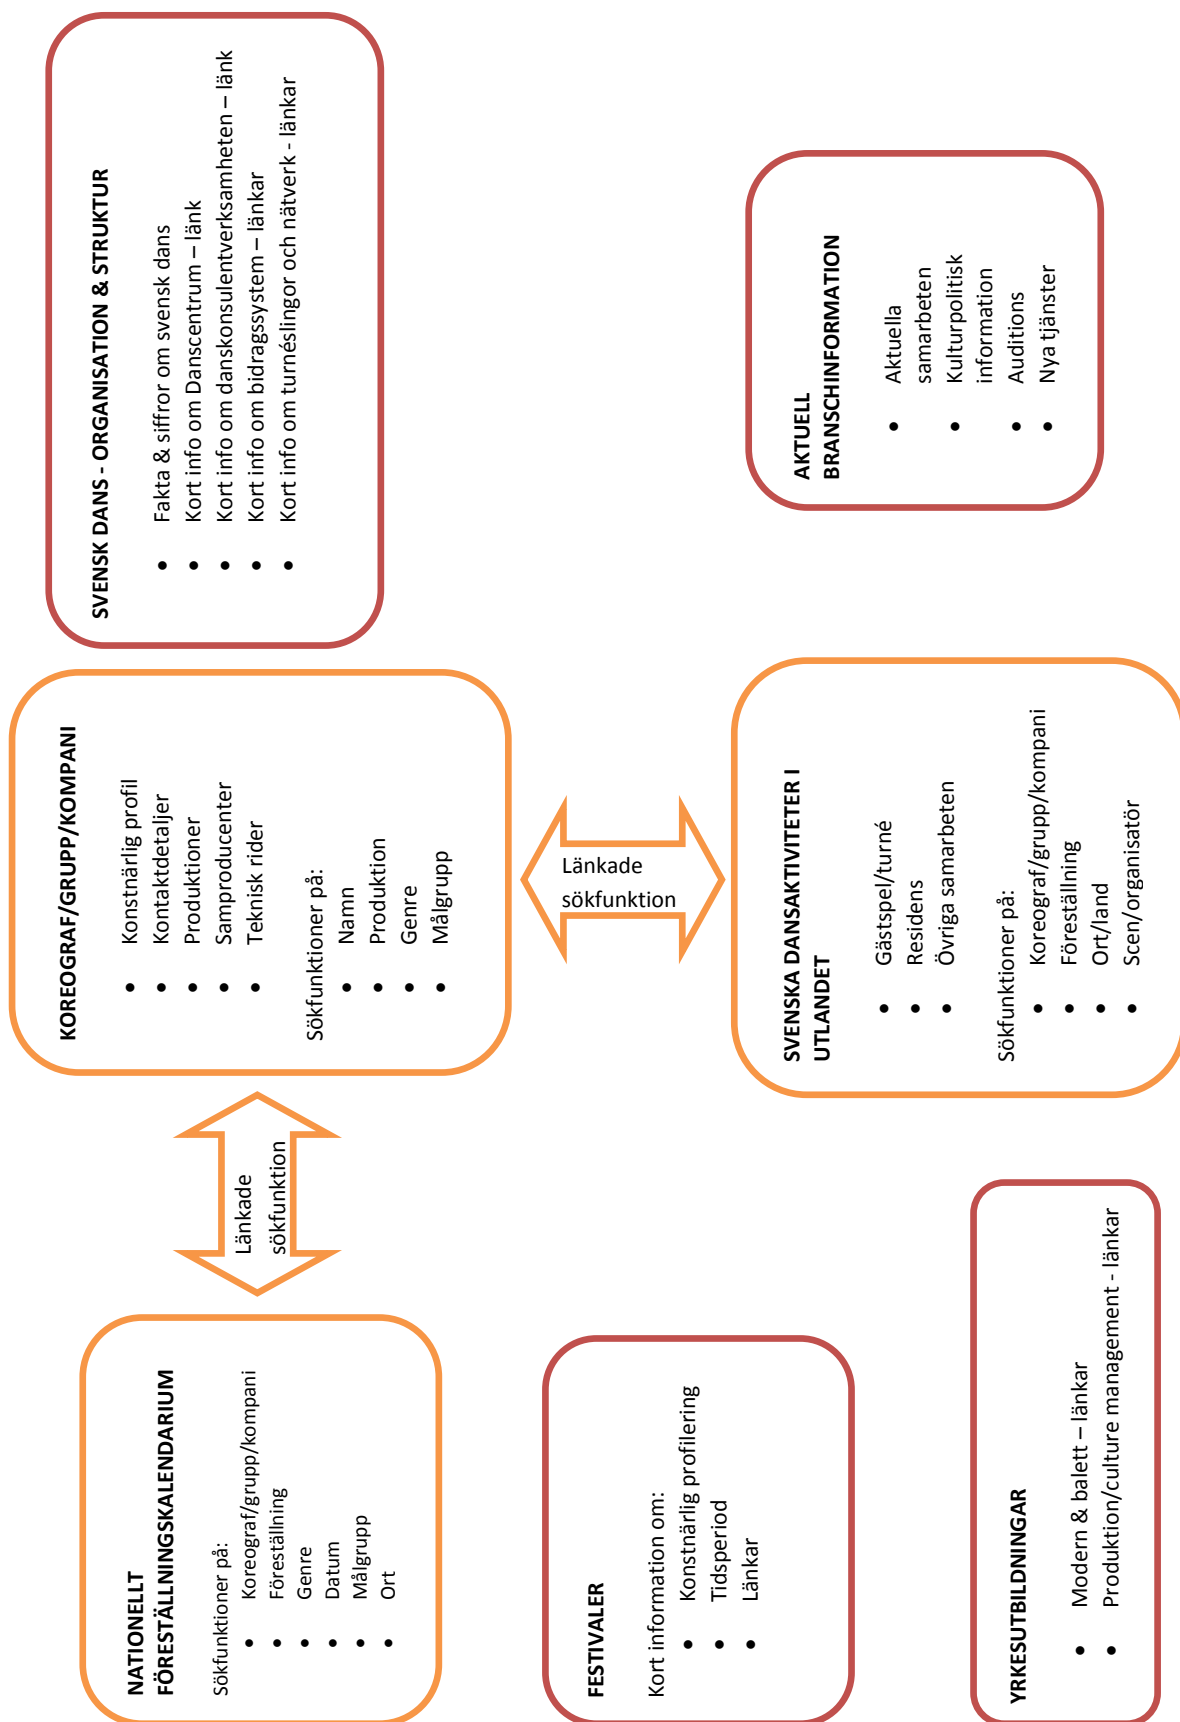 NATIONELLT
FÖRESTÄLLNINGSKALENDARIUM
Sökfunktioner på:
• Koreograf/grupp/kompani
• Föreställning
• Genre
• Datum
• Målgrupp
• Ort
Länkade
sökfunktion
KOREOGRAF/GRUPP/KOMPANI
• Konstnärlig profil
• Kontaktdetaljer
• Produktioner
• Samproducenter
• Teknisk rider
Sökfunktioner på:
• Namn
• Produktion
• Genre
• Målgrupp
SVENSK DANS - ORGANISATION & STRUKTUR
• Fakta & siffror om svensk dans
• Kort info om Danscentrum – länk
• Kort info om danskonsulentverksamheten – länk
• Kort info om bidragssystem – länkar
• Kort info om turnéslingor och nätverk - länkar
Länkade
sökfunktion
FESTIVALER
Kort information om:
• Konstnärlig profilering
• Tidsperiod
• Länkar
SVENSKA DANSAKTIVITETER I
UTLANDET
• Gästspel/turné
• Residens
• Övriga samarbeten
Sökfunktioner på:
• Koreograf/grupp/kompani
• Föreställning
• Ort/land
• Scen/organisatör
AKTUELL
BRANSCHINFORMATION
• Aktuella
samarbeten
• Kulturpolitisk
information
• Auditions
• Nya tjänster
YRKESUTBILDNINGAR
• Modern & balett – länkar
• Produktion/culture management - länkar